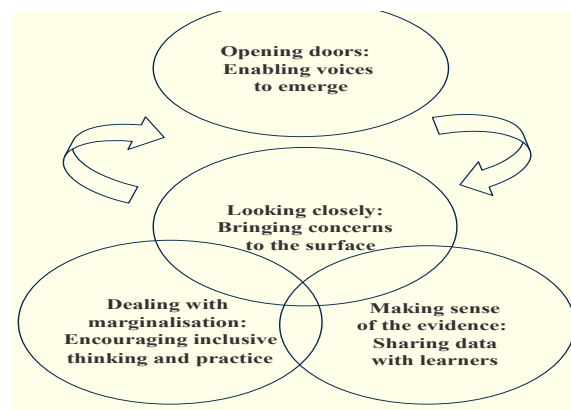 Opening doors:
Enabling voices
to emerge
Looking closely:
Bringing concerns
to the surface
Dealing with
marginalisation:
Encouraging inclusive
thinking and practice
Making sense
of the evidence:
Sharing data
with learners